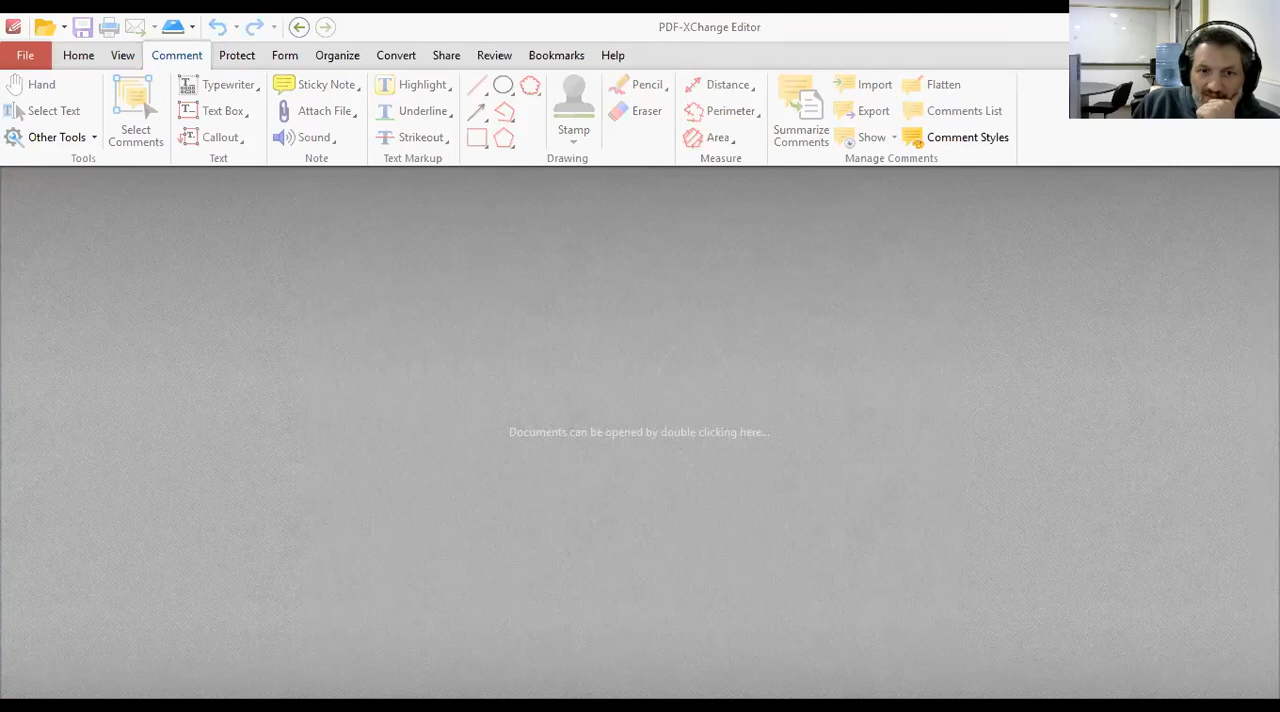 PDF-XChange Editor
File Home View Comment Protect Form Organize Convert Share Review Bookmarks Help
Hand
Select Text
Other Tools
Tools
Select Comments
Typewriter
Text Box
Callout
Text
Sticky Note
Attach File
Sound
Note
Highlight
Underline
Strikeout
Text Markup
Stamp
Pencil
Eraser
Drawing
Distance
Perimeter
Area
Measure
Summarize Comments
Import
Export
Show
Flatten
Comments List
Comment Styles
Manage Comments
Documents can be opened by double clicking here...